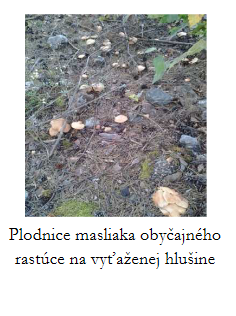 Plodnice masliaka obyčajného
rastúce na vyťaženej hlušine